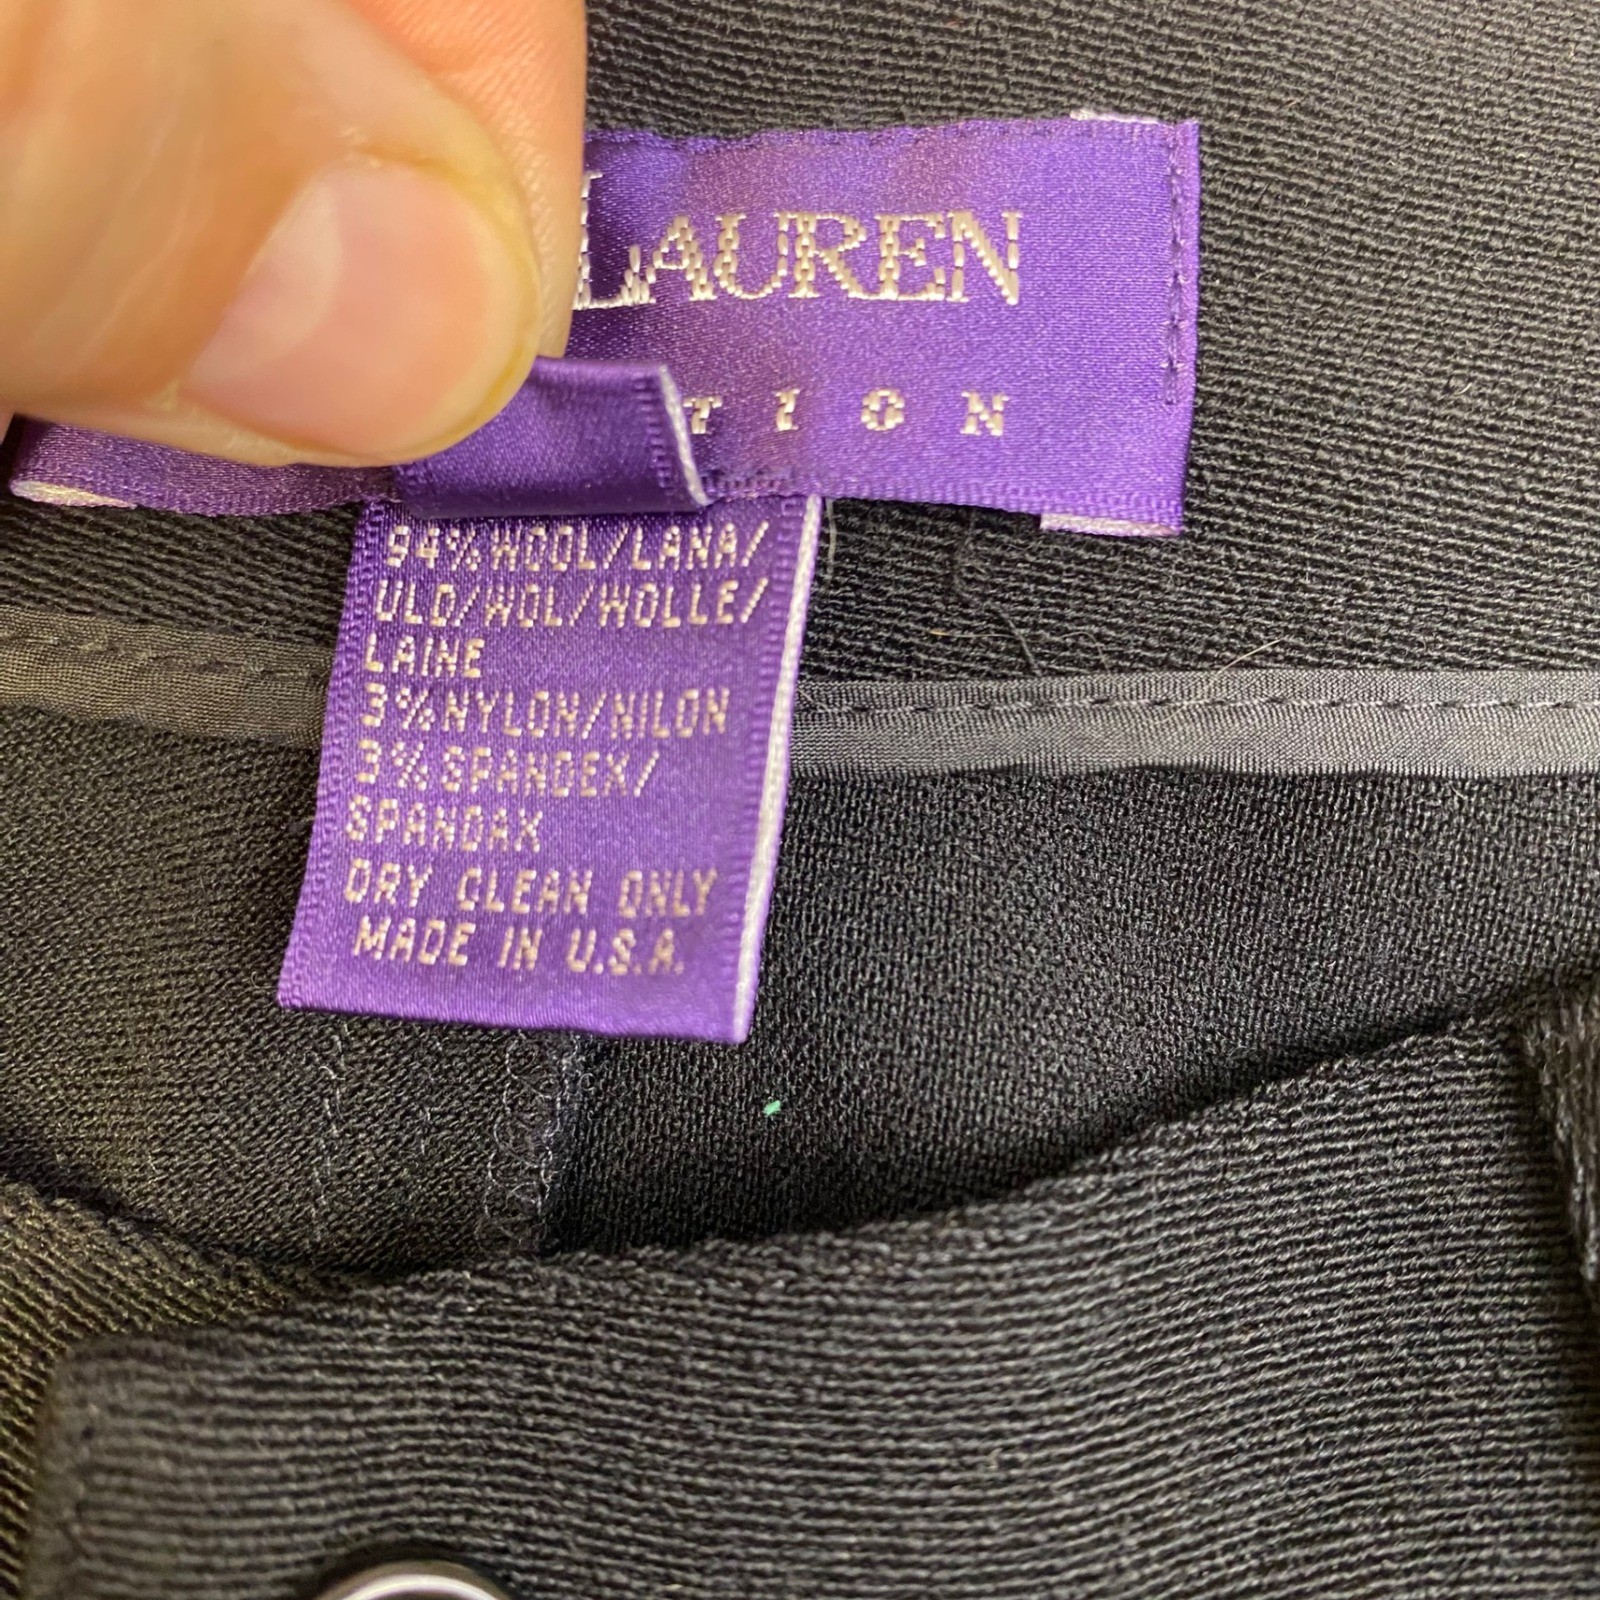 LAUREN
TION
94% WOOL/LANA/
ULD/WOL/WOLLE/
LAINE
3% NYLON/NILON
3% SPANDEX/
SPANDAX
DRY CLEAN ONLY
MADE IN U.S.A.